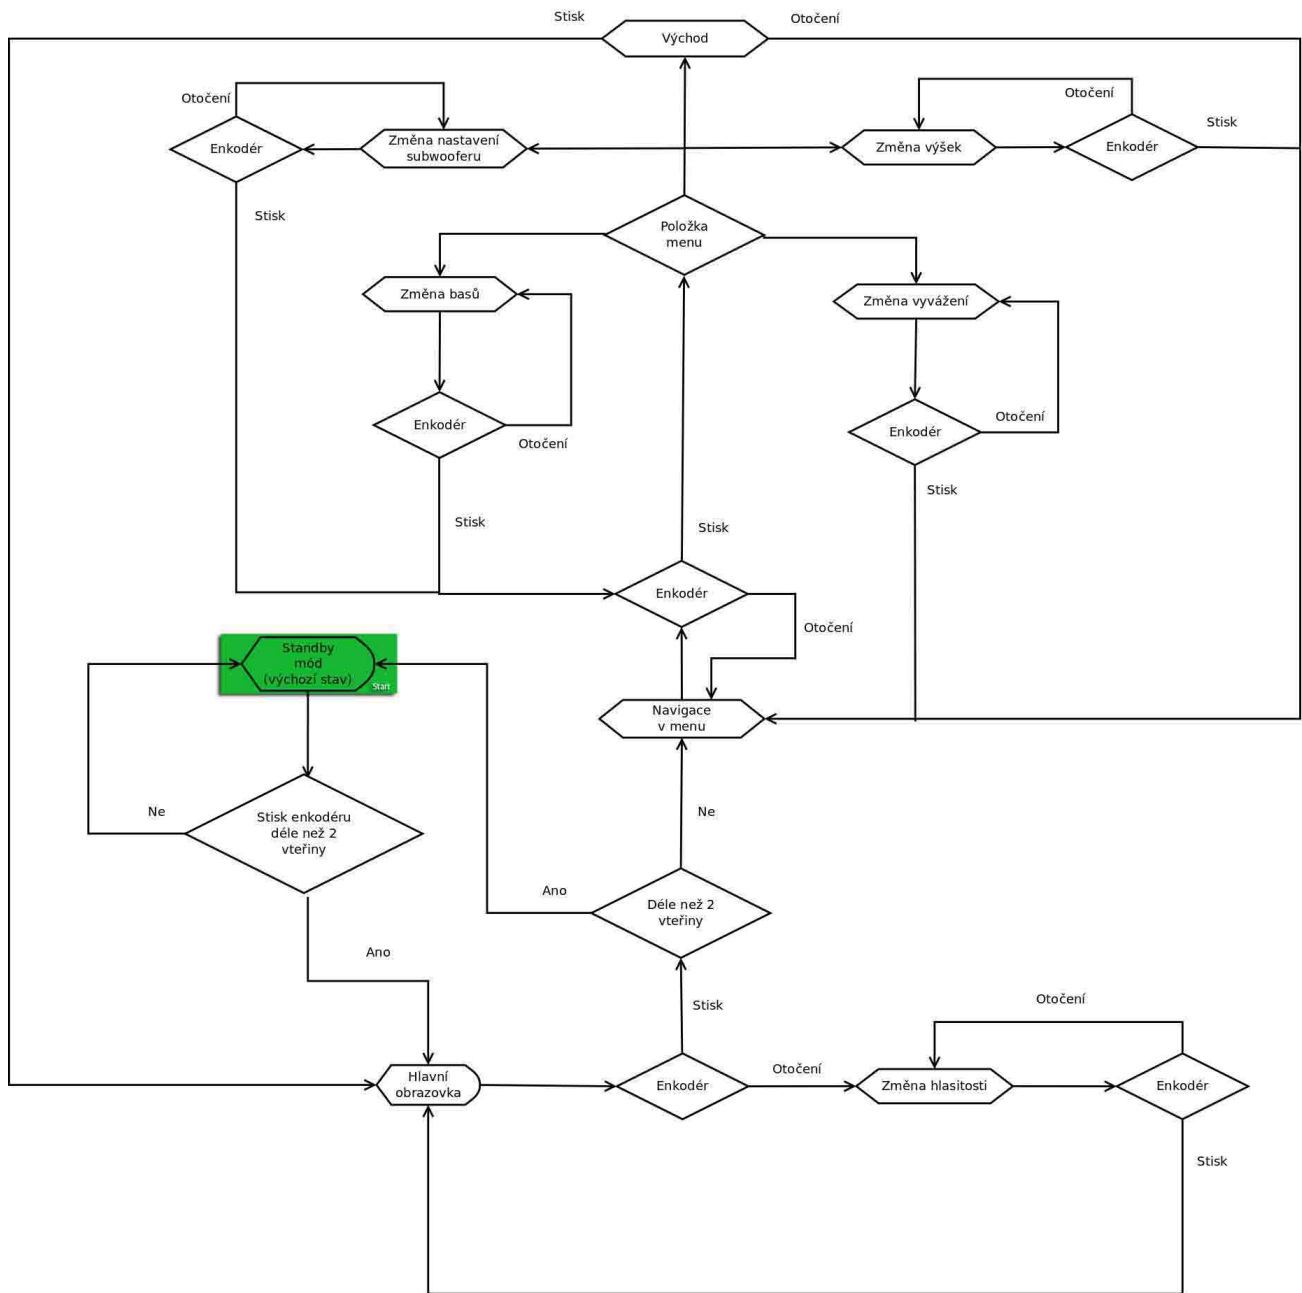 Stisk
Otočení
Východ
Otočení
Otočení
Enkodér
Změna nastavení
subwooferu
Změna výšek
Enkodér
Stisk
Stisk
Položka
menu
Změna basů
Změna vyvážení
Enkodér
Otočení
Enkodér
Otočení
Stisk
Stisk
Stisk
Enkodér
Otočení
Standby
mód
(výchozí stav)
Start
Navigace
v menu
Ne
Stisk enkodéru
déle než 2
vteřiny
Ne
Ano
Déle než 2
vteřiny
Ano
Stisk
Otočení
Hlavní
obrazovka
Enkodér
Otočení
Změna hlasitosti
Enkodér
Stisk